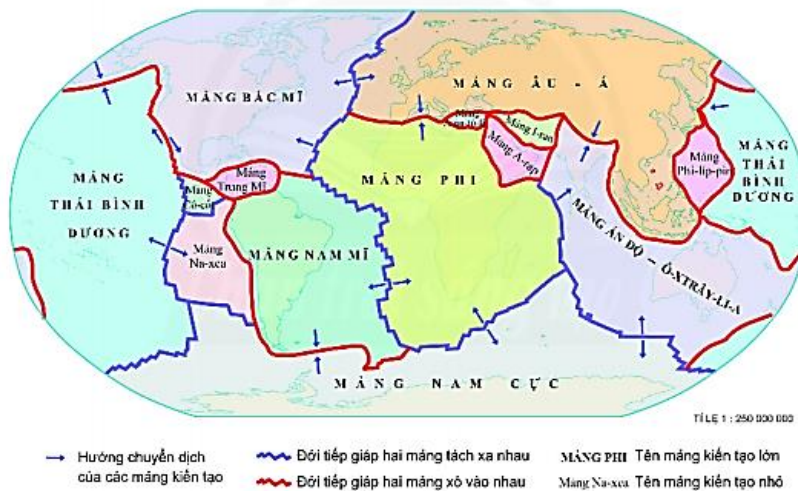 MẢNG BẮC MĨ
MẢNG ÂU - Á
Mảng I-ran
Mảng A-rạp
Mảng
Phi-líp-pin
MẢNG
THÁI BÌNH
DƯƠNG
MẢNG PHI
Mảng
Trung Mĩ
Mảng
Cô-cốt
MẢNG
THÁI BÌNH
DƯƠNG
Mảng
Na-xca
MẢNG NAM MĨ
MẢNG ẤN ĐỘ - Ô-XTRÂY-LI-A
MẢNG NAM CỰC
TỈ LỆ 1 : 250 000 000
Hướng chuyển dịch
của các mảng kiến tạo
Đới tiếp giáp hai mảng tách xa nhau
Đới tiếp giáp hai mảng xô vào nhau
MẢNG PHI Tên mảng kiến tạo lớn
Mảng Na-xca Tên mảng kiến tạo nhỏ